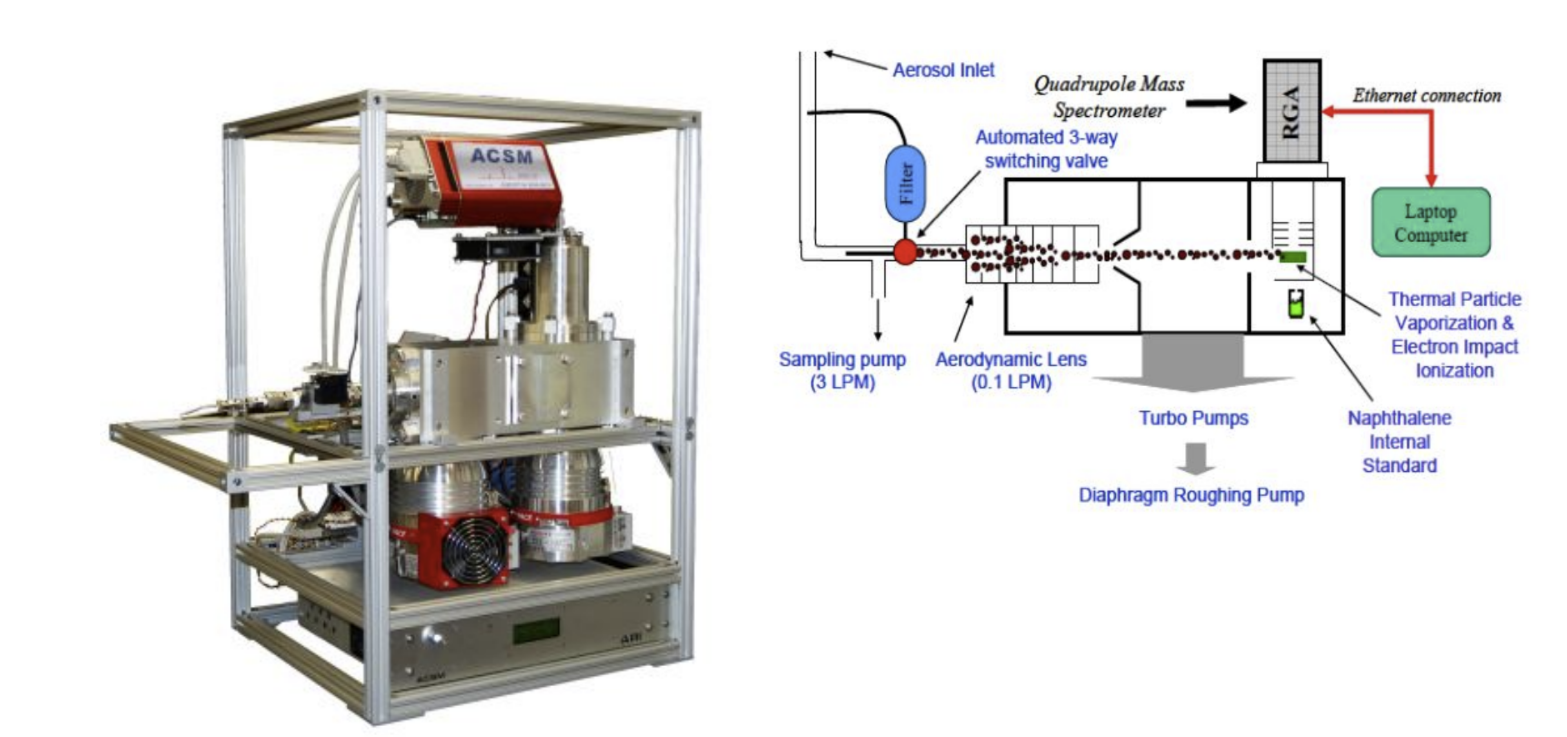 ACSM
ARI
ACSM
Aerosol Inlet
Quadrupole Mass
Spectrometer
RGA
Ethernet connection
Automated 3-way
switching valve
Filter
Laptop
Computer
Thermal Particle
Vaporization &
Electron Impact
Ionization
Sampling pump
(3 LPM)
Aerodynamic Lens
(0.1 LPM)
Turbo Pumps
Naphthalene
Internal
Standard
Diaphragm Roughing Pump